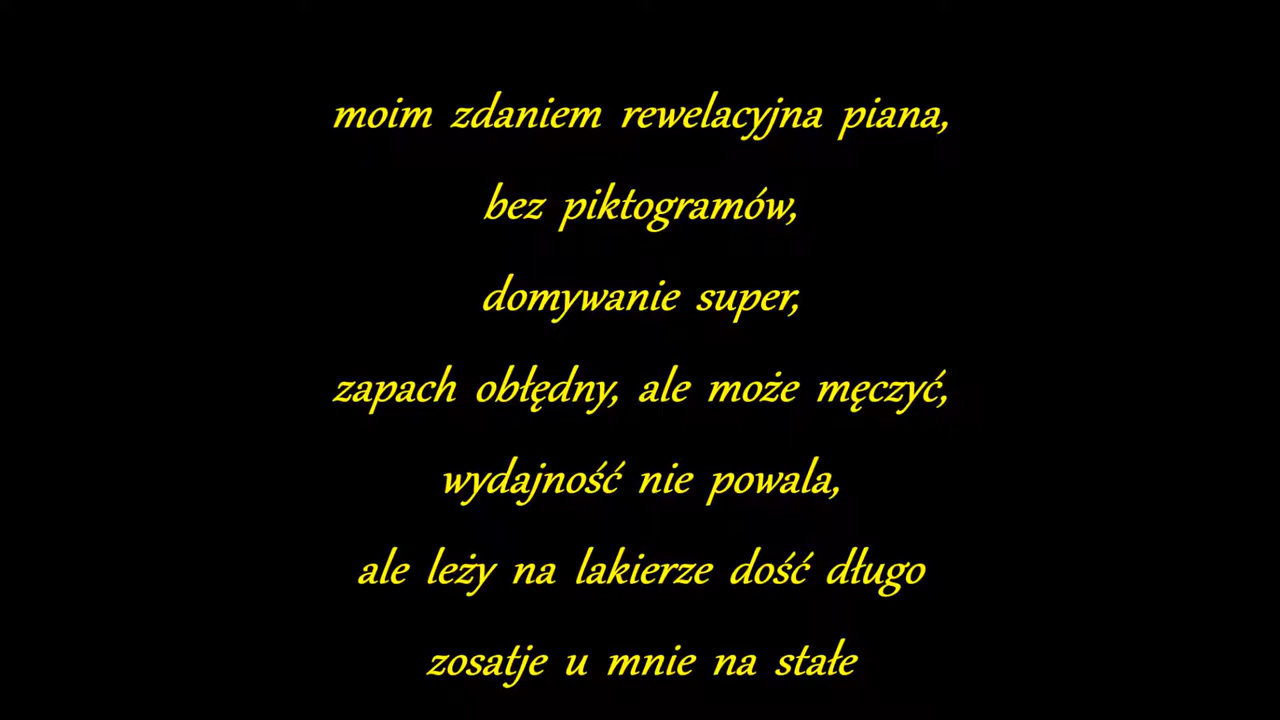 moim zdaniem rewelacyjna piana,
bez piktogramów,
domywanie super,
zapach obłędny, ale może męczyć,
wydajność nie powala,
ale leży na lakierze dość długo
zosatje u mnie na stałe